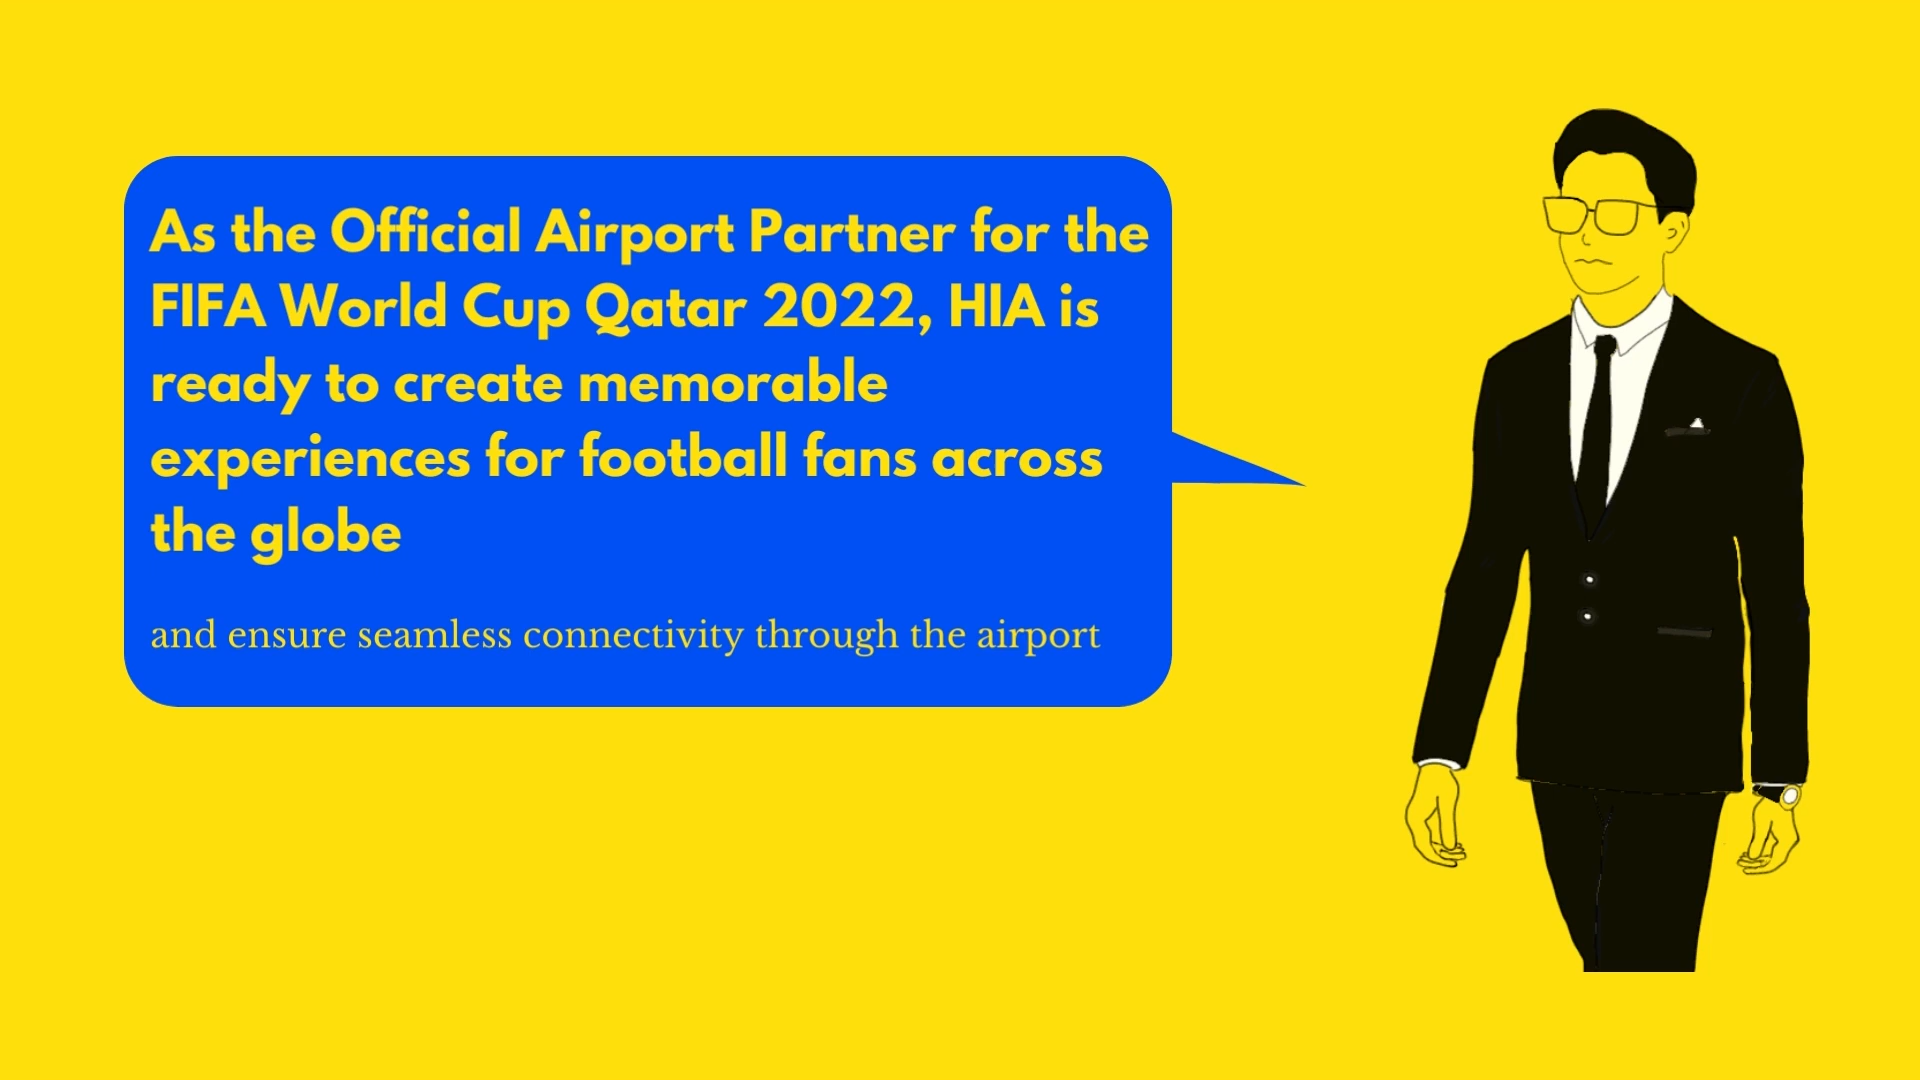 As the Official Airport Partner for the
FIFA World Cup Qatar 2022, HIA is
ready to create memorable
experiences for football fans across
the globe
and ensure seamless connectivity through the airport